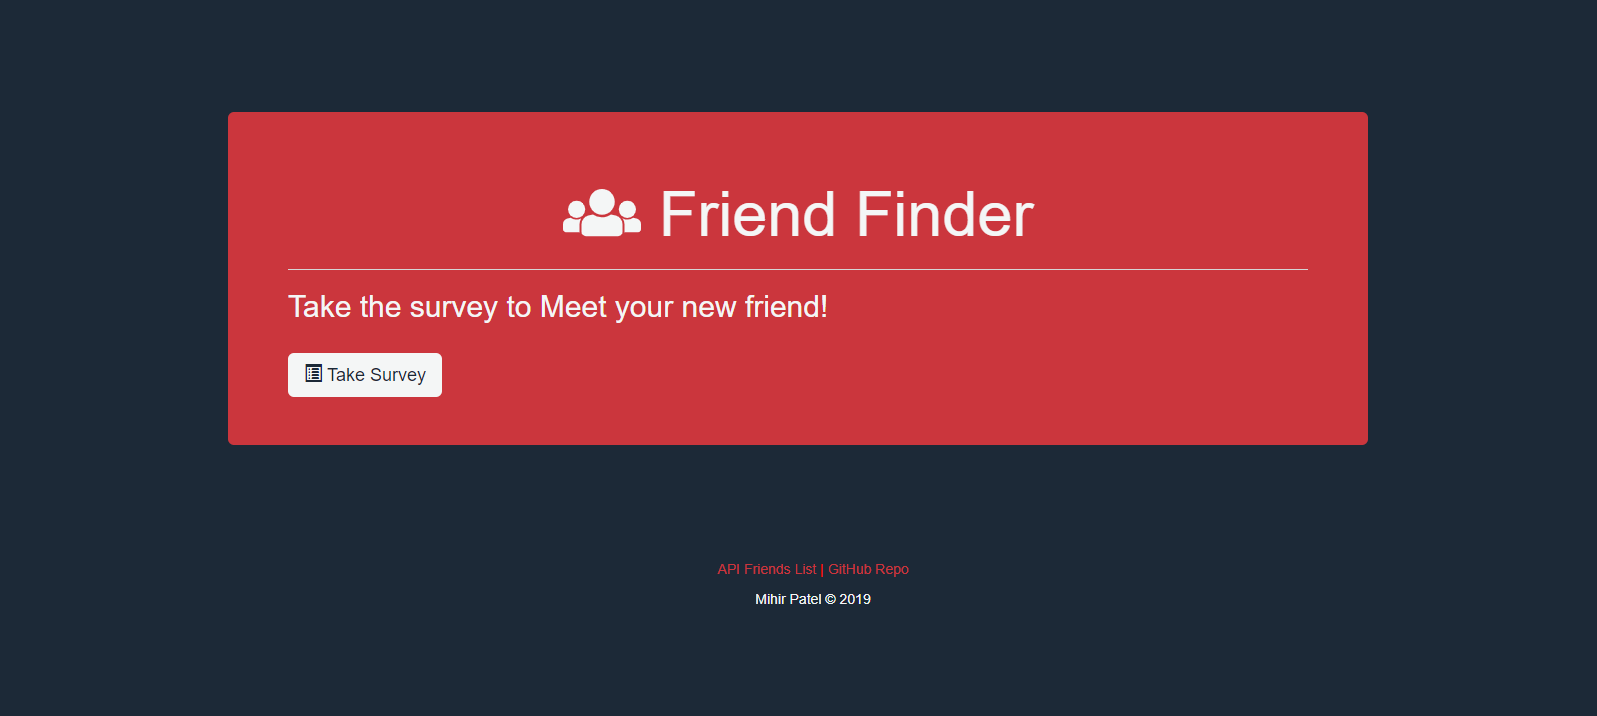 Friend Finder
Take the survey to Meet your new friend!
Take Survey
API Friends List | GitHub Repo
Mihir Patel © 2019